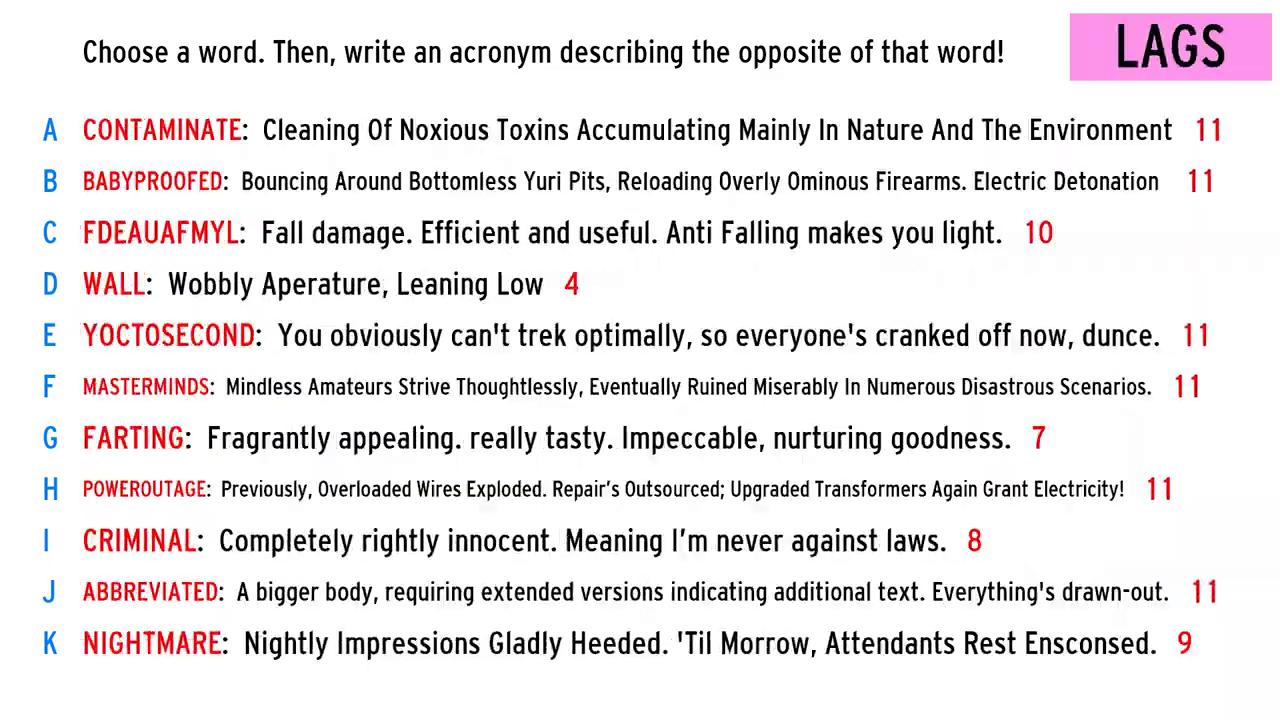 Choose a word. Then, write an acronym describing the opposite of that word!
LAGS
A CONTAMINATE: Cleaning Of Noxious Toxins Accumulating Mainly In Nature And The Environment 11
B BABYPROOFED: Bouncing Around Bottomless Yuri Pits, Reloading Overly Ominous Firearms. Electric Detonation 11
C FDEAUAFMYL: Fall damage. Efficient and useful. Anti Falling makes you light. 10
D WALL: Wobbly Aperature, Leaning Low 4
E YOCTOSECOND: You obviously can't trek optimally, so everyone's cranked off now, dunce. 11
F MASTERMINDS: Mindless Amateurs Strive Thoughtlessly, Eventually Ruined Miserably In Numerous Disastrous Scenarios. 11
G FARTING: Fragrantly appealing. really tasty. Impeccable, nurturing goodness. 7
H POWEROUTAGE: Previously, Overloaded Wires Exploded. Repair’s Outsourced; Upgraded Transformers Again Grant Electricity! 11
I CRIMINAL: Completely rightly innocent. Meaning I’m never against laws. 8
J ABBREVIATED: A bigger body, requiring extended versions indicating additional text. Everything's drawn-out. 11
K NIGHTMARE: Nightly Impressions Gladly Heeded. 'Til Morrow, Attendants Rest Ensconsed. 9